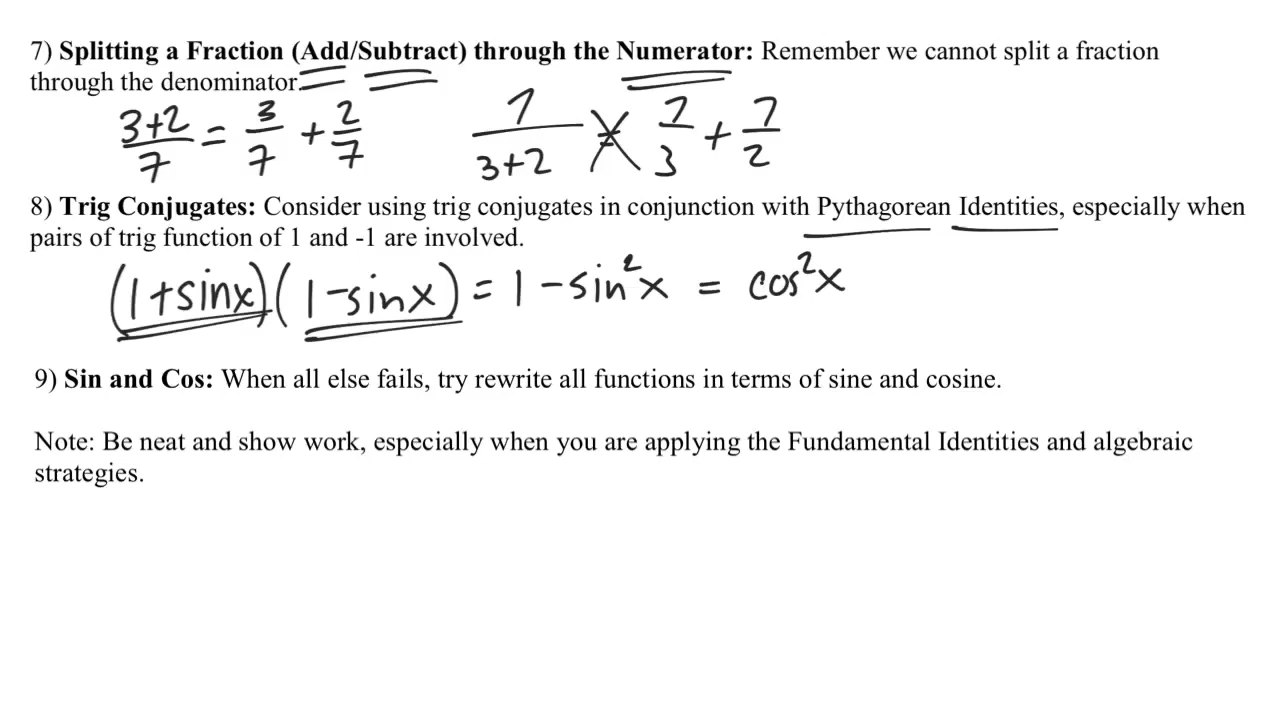 7) Splitting a Fraction (Add/Subtract) through the Numerator: Remember we cannot split a fraction
through the denominator.
3+2/7 = 3/7 + 2/7    7/3+2 ≠ 7/3 + 7/2
8) Trig Conjugates: Consider using trig conjugates in conjunction with Pythagorean Identities, especially when
pairs of trig function of 1 and -1 are involved.
(1+sinx)(1-sinx) = 1-sin²x = cos²x
9) Sin and Cos: When all else fails, try rewrite all functions in terms of sine and cosine.
Note: Be neat and show work, especially when you are applying the Fundamental Identities and algebraic
strategies.